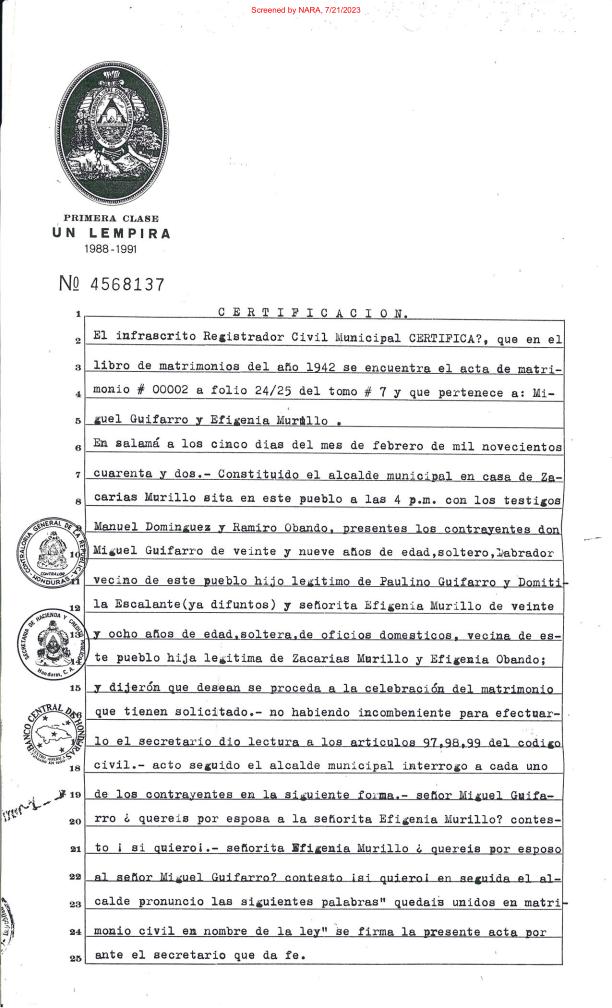 Screened by NARA, 7/21/2023
PRIMERA CLASE
UN LEMPIRA
1988-1991
Nº 4568137
1 C E R T I F I C A C I O N.
2 El infrascrito Registrador Civil Municipal CERTIFICA?, que en el
3 libro de matrimonios del año 1942 se encuentra el acta de matri-
4 monio # 00002 a folio 24/25 del tomo # 7 y que pertenece a: Mi-
5 guel Guifarro y Efigenia Murillo .
6 En salamá a los cinco dias del mes de febrero de mil novecientos
7 cuarenta y dos.- Constituido el alcalde municipal en casa de Za-
8 carias Murillo sita en este pueblo a las 4 p.m. con los testigos
Manuel Dominguez y Ramiro Obando, presentes los contrayentes don
10 Miguel Guifarro de veinte y nueve años de edad,soltero,labrador
11 vecino de este pueblo hijo legitimo de Paulino Guifarro y Domiti-
12 la Escalante(ya difuntos) y señorita Efigenia Murillo de veinte
13 y ocho años de edad,soltera,de oficios domesticos, vecina de es-
14 te pueblo hija legitima de Zacarias Murillo y Efigenia Obando;
15 y dijerón que desean se proceda a la celebración del matrimonio
que tienen solicitado.- no habiendo incombeniente para efectuar-
lo el secretario dio lectura a los articulos 97,98,99 del codigo
18 civil.- acto seguido el alcalde municipal interrogo a cada uno
19 de los contrayentes en la siguiente forma.- señor Miguel Guifa-
20 rro ¿ quereis por esposa a la señorita Efigenia Murillo? contes-
21 to ¡ si quiero¡.- señorita Efigenia Murillo ¿ quereis por esposo
22 al señor Miguel Guifarro? contesto ¡si quiero¡ en seguida el al-
23 calde pronuncio las siguientes palabras" quedais unidos en matri-
24 monio civil en nombre de la ley" se firma la presente acta por
25 ante el secretario que da fe.
CONTRALORIA GENERAL DE LA REPUBLICA
CONTRALOR
HONDURAS, C.A.
SECRETARIA DE HACIENDA Y CREDITO PUBLICO
Honduras, C.A.
BANCO CENTRAL DE HONDURAS